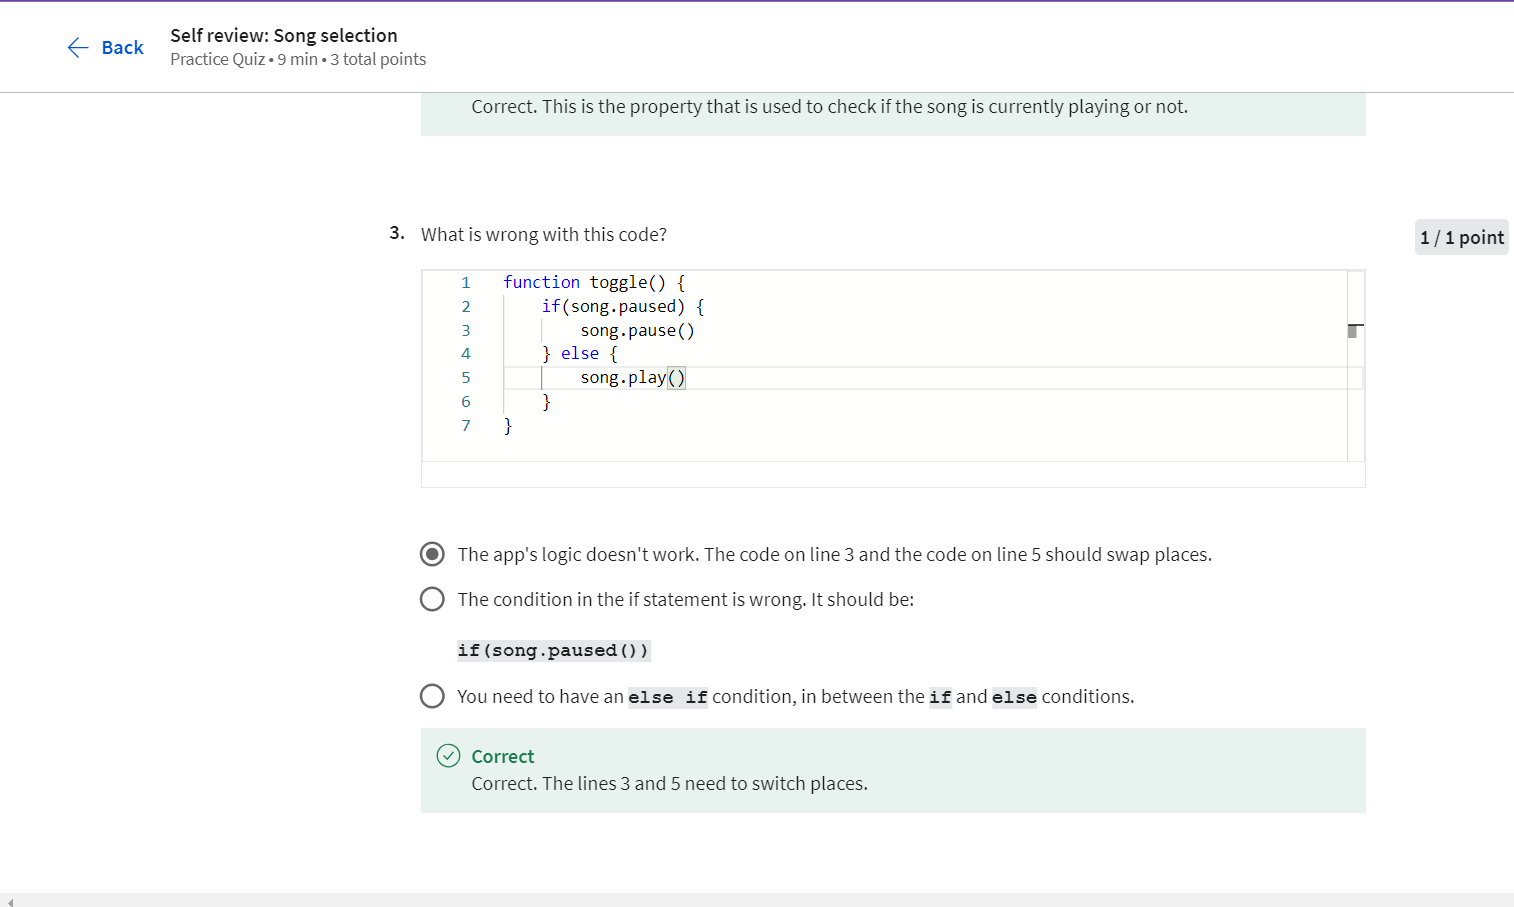 Back
Self review: Song selection
Practice Quiz • 9 min • 3 total points
Correct. This is the property that is used to check if the song is currently playing or not.
3. What is wrong with this code?
1 / 1 point
1 function toggle() {
2 if(song.paused) {
3 song.pause()
4 } else {
5 song.play()
6 }
7 }
The app's logic doesn't work. The code on line 3 and the code on line 5 should swap places.
The condition in the if statement is wrong. It should be:
if(song.paused())
You need to have an else if condition, in between the if and else conditions.
Correct
Correct. The lines 3 and 5 need to switch places.